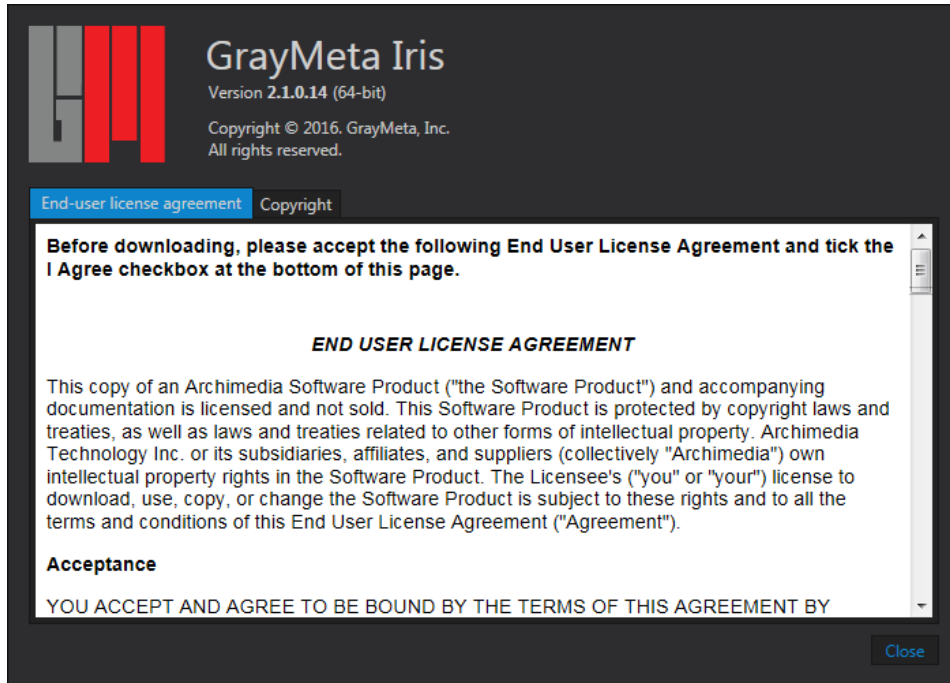 GM
GrayMeta Iris
Version 2.1.0.14 (64-bit)
Copyright © 2016. GrayMeta, Inc.
All rights reserved.
End-user license agreement Copyright
Before downloading, please accept the following End User License Agreement and tick the
I Agree checkbox at the bottom of this page.
END USER LICENSE AGREEMENT
This copy of an Archimedia Software Product ("the Software Product") and accompanying
documentation is licensed and not sold. This Software Product is protected by copyright laws and
treaties, as well as laws and treaties related to other forms of intellectual property. Archimedia
Technology Inc. or its subsidiaries, affiliates, and suppliers (collectively "Archimedia") own
intellectual property rights in the Software Product. The Licensee's ("you" or "your") license to
download, use, copy, or change the Software Product is subject to these rights and to all the
terms and conditions of this End User License Agreement ("Agreement").
Acceptance
YOU ACCEPT AND AGREE TO BE BOUND BY THE TERMS OF THIS AGREEMENT BY
Close